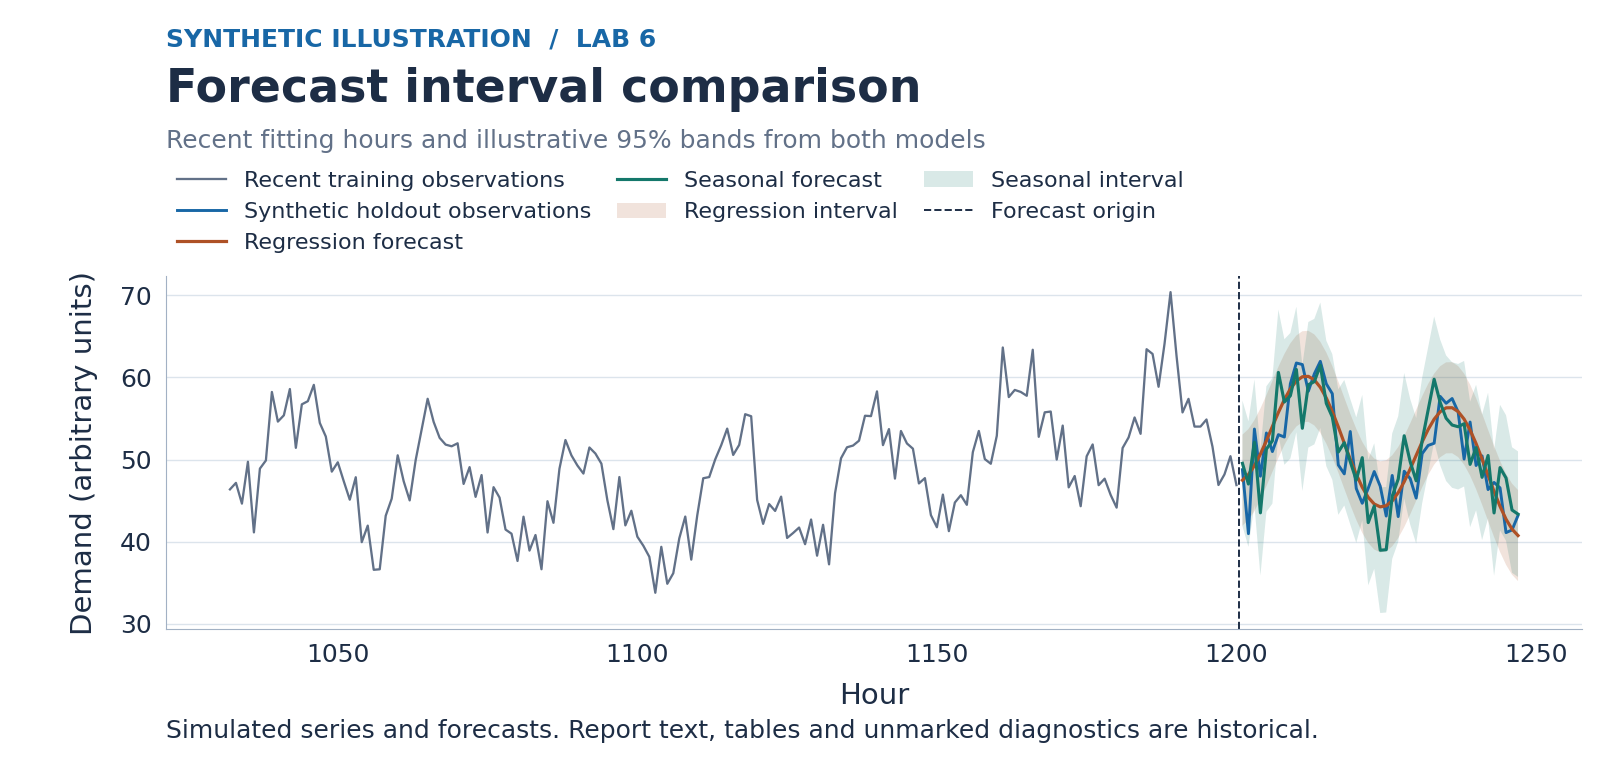 SYNTHETIC ILLUSTRATION / LAB 6
Forecast interval comparison
Recent fitting hours and illustrative 95% bands from both models
Recent training observations
Synthetic holdout observations
Regression forecast
Seasonal forecast
Regression interval
Seasonal interval
Forecast origin
Demand (arbitrary units)
70
60
50
40
30
1050 1100 1150 1200 1250
Hour
Simulated series and forecasts. Report text, tables and unmarked diagnostics are historical.